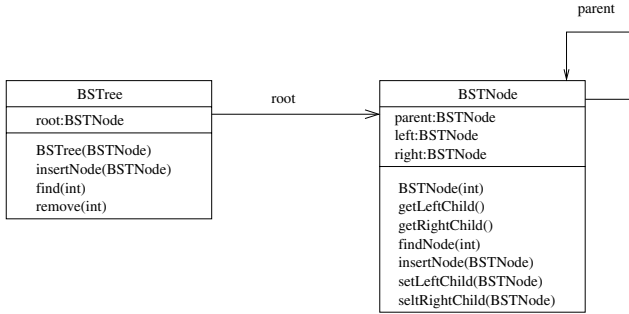 parent
BSTree
root:BSTNode
BSTree(BSTNode)
insertNode(BSTNode)
find(int)
remove(int)
root
BSTNode
parent:BSTNode
left:BSTNode
right:BSTNode
BSTNode(int)
getLeftChild()
getRightChild()
findNode(int)
insertNode(BSTNode)
setLeftChild(BSTNode)
seltRightChild(BSTNode)